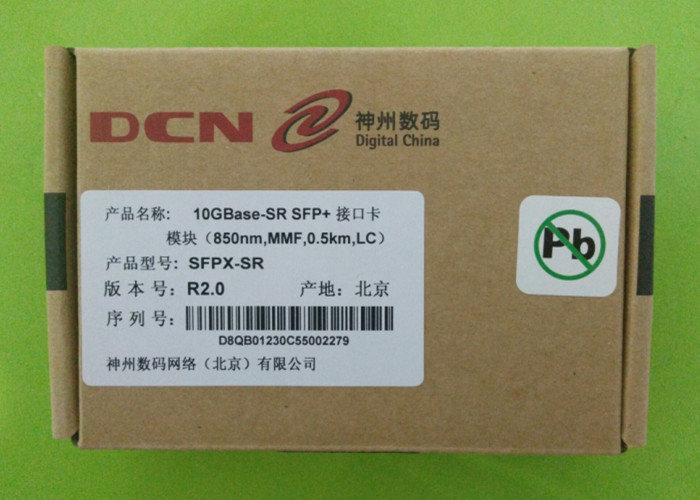 DCN 神州数码
Digital China
产品名称: 10GBase-SR SFP+ 接口卡
模块（850nm,MMF,0.5km,LC）
产品型号: SFPX-SR
版 本 号: R2.0 产地: 北京
序 列 号:
D8QB01230C55002279
神州数码网络（北京）有限公司
Pb